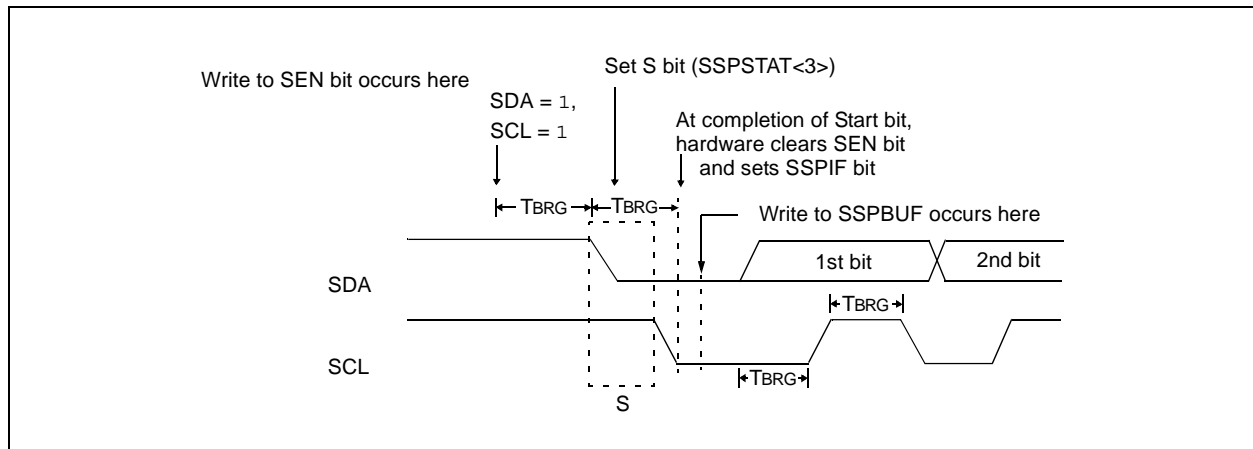 Set S bit (SSPSTAT<3>)
Write to SEN bit occurs here
SDA = 1,
SCL = 1
At completion of Start bit,
hardware clears SEN bit
and sets SSPIF bit
TBRG
TBRG
Write to SSPBUF occurs here
1st bit
2nd bit
SDA
TBRG
SCL
TBRG
S